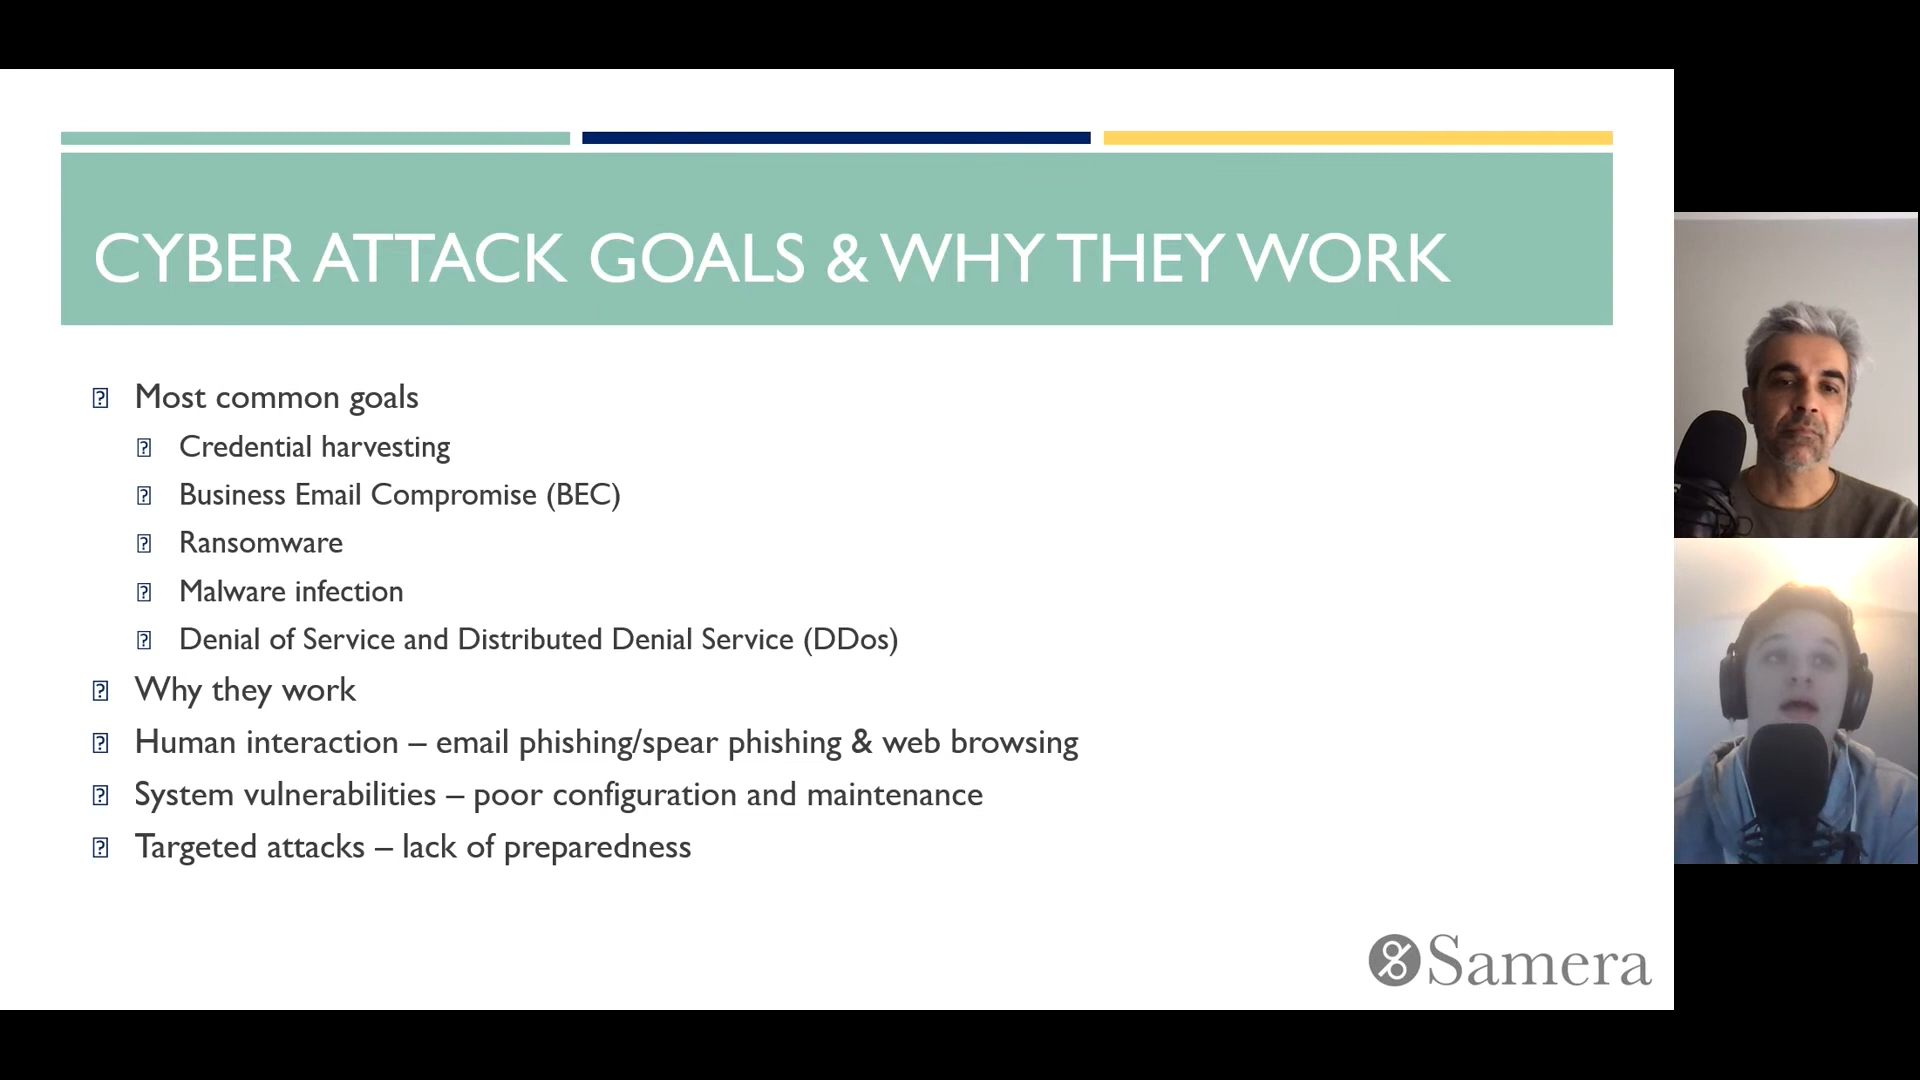 CYBER ATTACK GOALS & WHY THEY WORK
Most common goals
Credential harvesting
Business Email Compromise (BEC)
Ransomware
Malware infection
Denial of Service and Distributed Denial Service (DDos)
Why they work
Human interaction – email phishing/spear phishing & web browsing
System vulnerabilities – poor configuration and maintenance
Targeted attacks – lack of preparedness
Samera